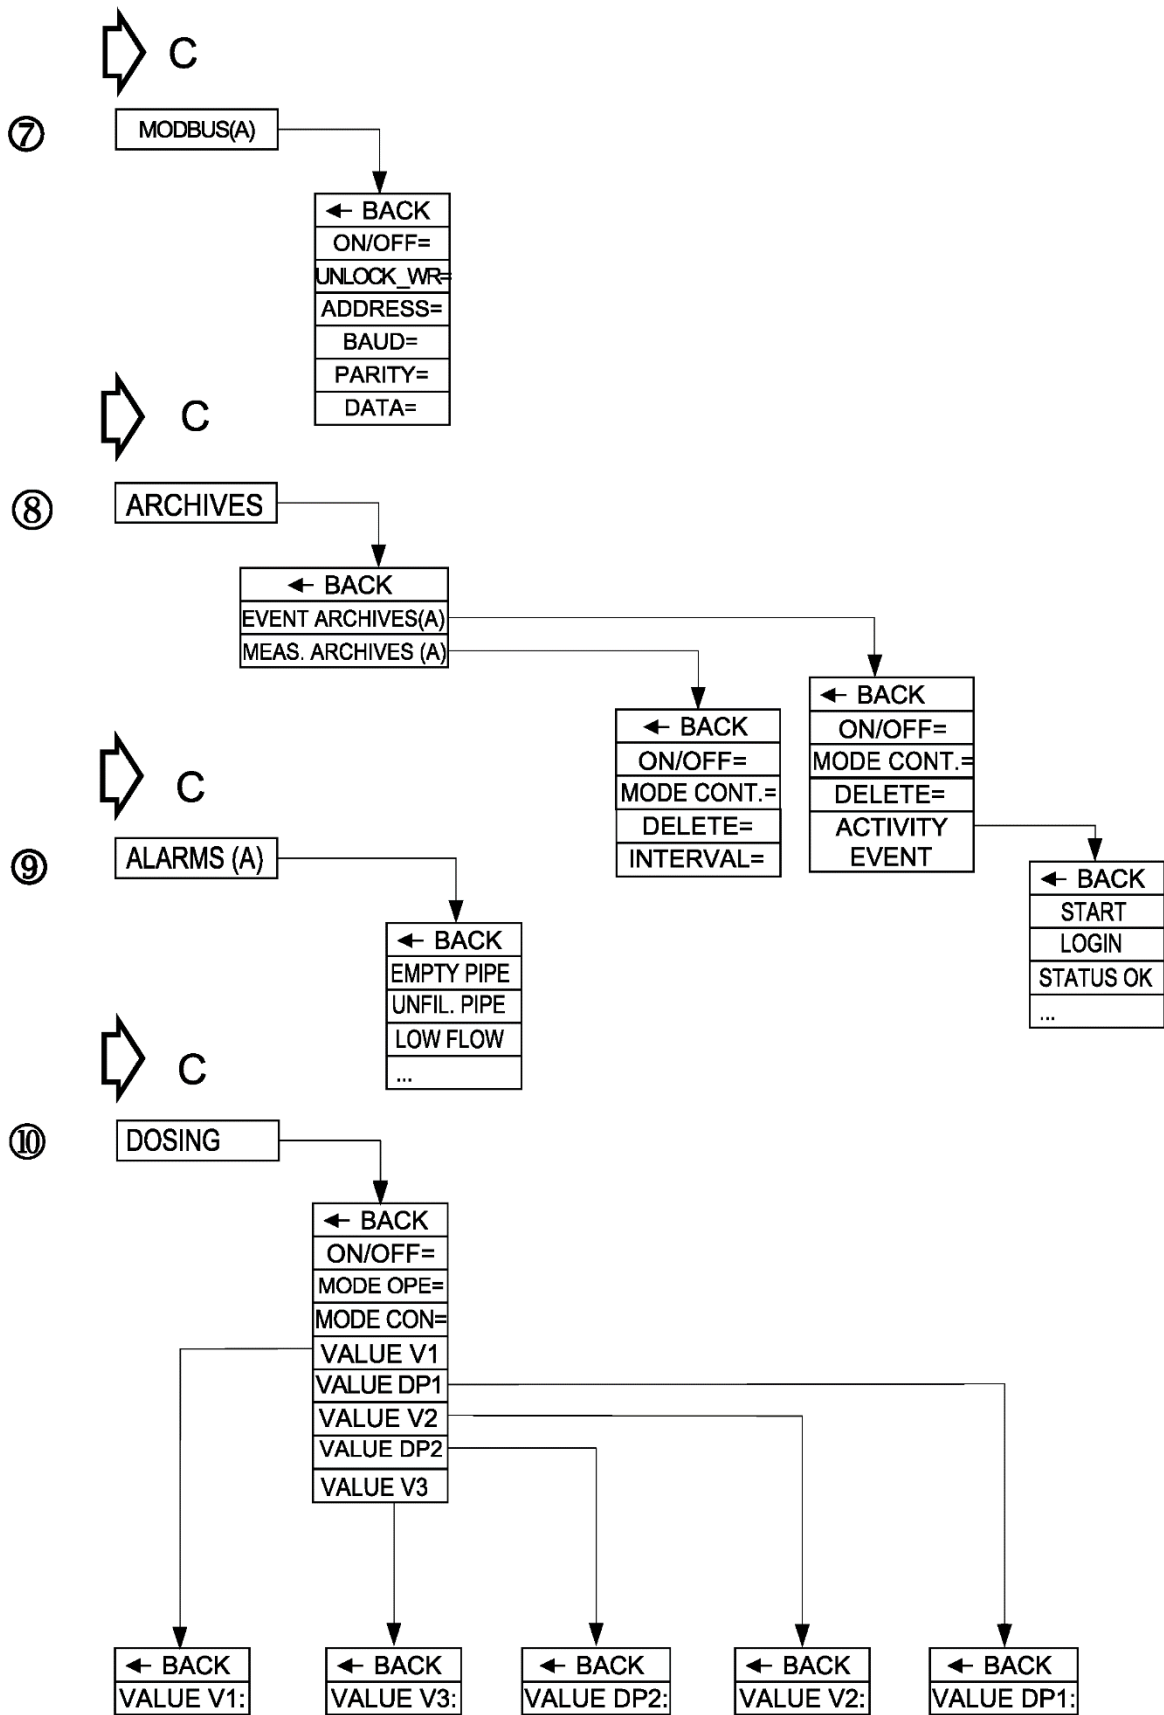 C
⑦
MODBUS(A)
← BACK
ON/OFF=
UNLOCK_WR=
ADDRESS=
BAUD=
PARITY=
DATA=
C
⑧
ARCHIVES
← BACK
EVENT ARCHIVES(A)
MEAS. ARCHIVES (A)
← BACK
ON/OFF=
MODE CONT.=
DELETE=
INTERVAL=
← BACK
ON/OFF=
MODE CONT.=
DELETE=
ACTIVITY
EVENT
← BACK
START
LOGIN
STATUS OK
...
C
⑨
ALARMS (A)
← BACK
EMPTY PIPE
UNFIL. PIPE
LOW FLOW
...
C
⑩
DOSING
← BACK
ON/OFF=
MODE OPE=
MODE CON=
VALUE V1
VALUE DP1
VALUE V2
VALUE DP2
VALUE V3
← BACK
VALUE V1:
← BACK
VALUE V3:
← BACK
VALUE DP2:
← BACK
VALUE V2:
← BACK
VALUE DP1: